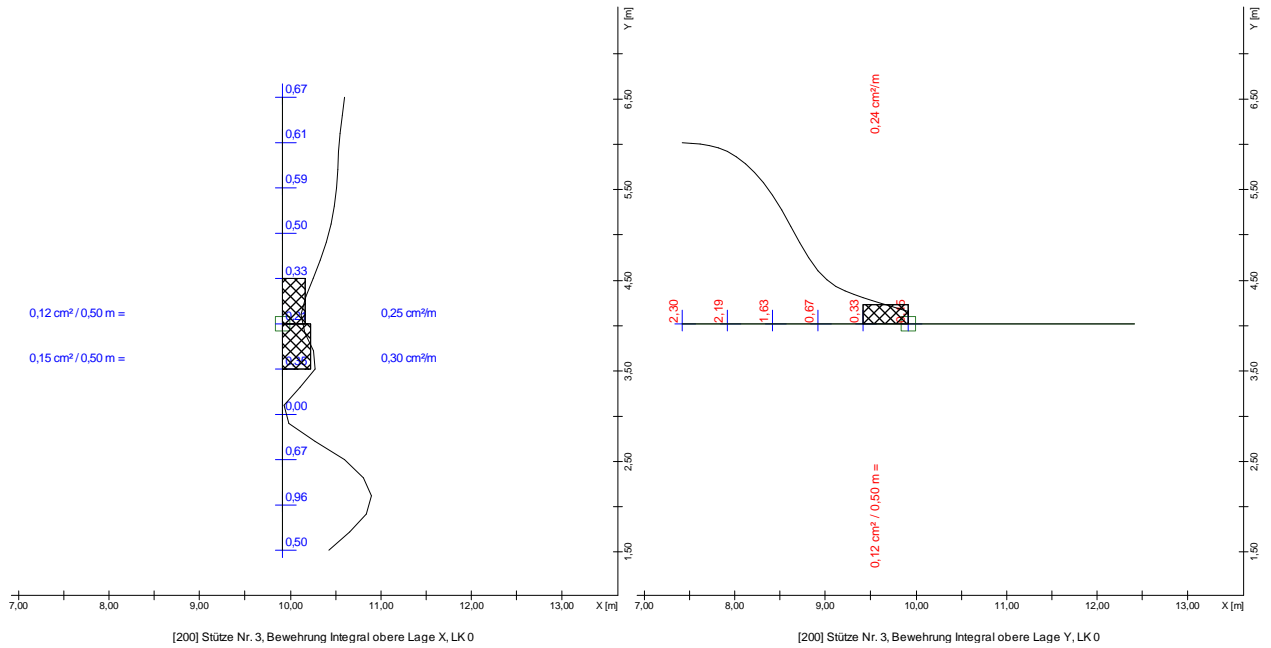 Y [m]
6,50
5,50
4,50
3,50
2,50
1,50
0,67
0,61
0,59
0,50
0,33
0,12 cm² / 0,50 m =
0,25 cm²/m
0,15 cm² / 0,50 m =
0,35
0,30 cm²/m
0,00
0,67
0,96
0,50
7,00 8,00 9,00 10,00 11,00 12,00 13,00 X [m]
[200] Stütze Nr. 3, Bewehrung Integral obere Lage X, LK 0
Y [m]
6,50
5,50
4,50
3,50
2,50
1,50
0,24 cm²/m
2,30 2,19 1,63 0,67 0,33
0,12 cm² / 0,50 m =
7,00 8,00 9,00 10,00 11,00 12,00 13,00 X [m]
[200] Stütze Nr. 3, Bewehrung Integral obere Lage Y, LK 0